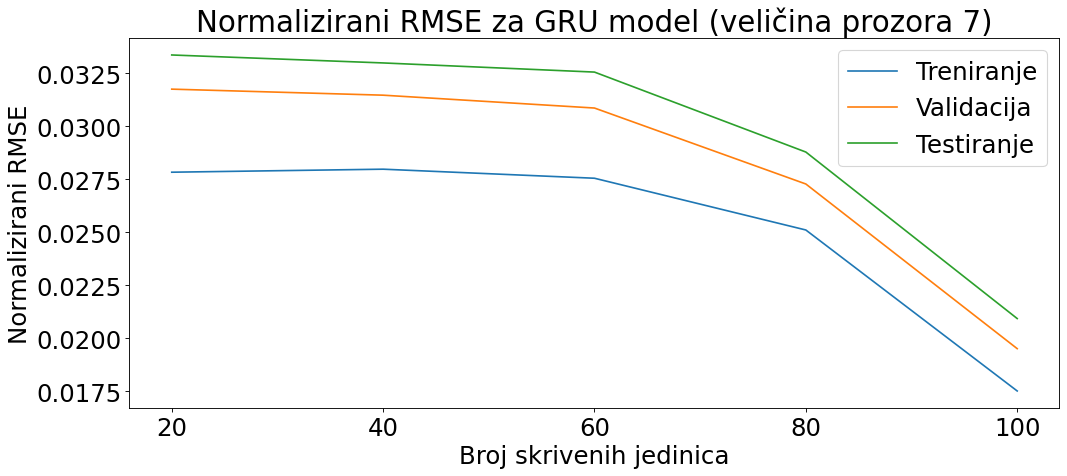 Normalizirani RMSE za GRU model (veličina prozora 7)
Normalizirani RMSE
0.0325
0.0300
0.0275
0.0250
0.0225
0.0200
0.0175
Treniranje
Validacija
Testiranje
20 40 60 80 100
Broj skrivenih jedinica